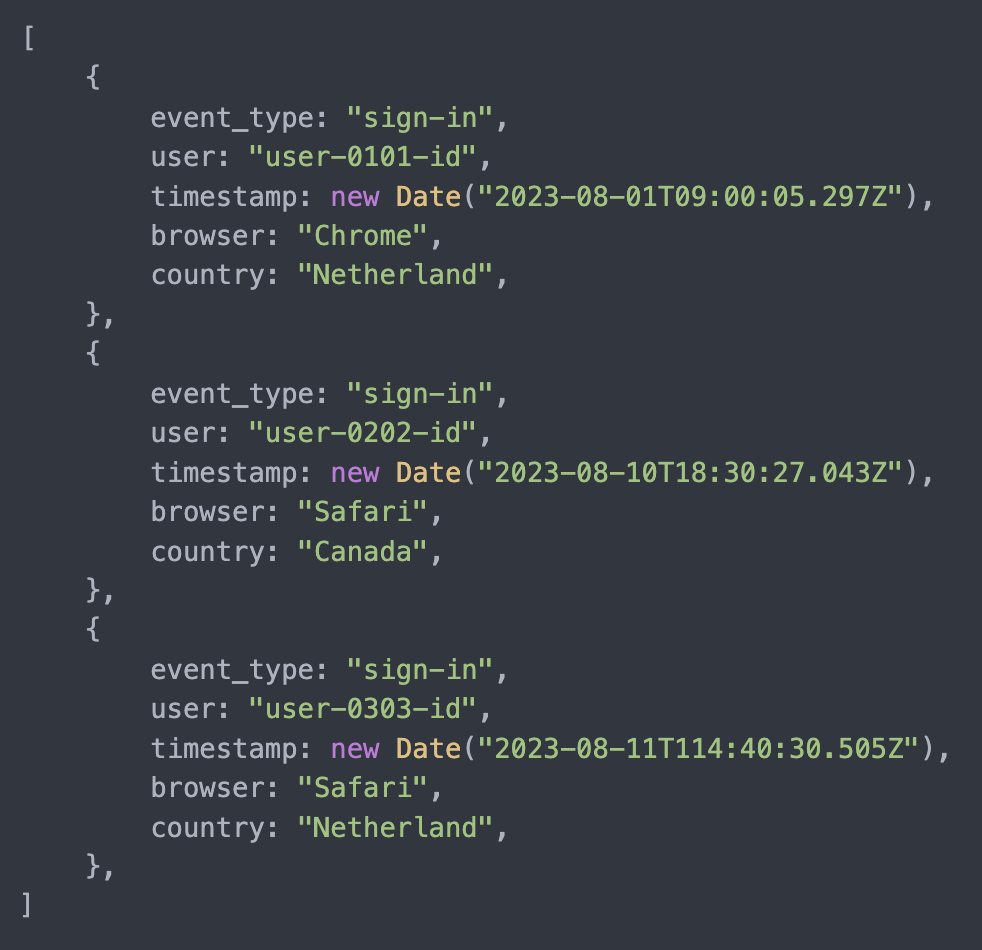 [
    {
        event_type: "sign-in",
        user: "user-0101-id",
        timestamp: new Date("2023-08-01T09:00:05.297Z"),
        browser: "Chrome",
        country: "Netherland",
    },
    {
        event_type: "sign-in",
        user: "user-0202-id",
        timestamp: new Date("2023-08-10T18:30:27.043Z"),
        browser: "Safari",
        country: "Canada",
    },
    {
        event_type: "sign-in",
        user: "user-0303-id",
        timestamp: new Date("2023-08-11T114:40:30.505Z"),
        browser: "Safari",
        country: "Netherland",
    },
]